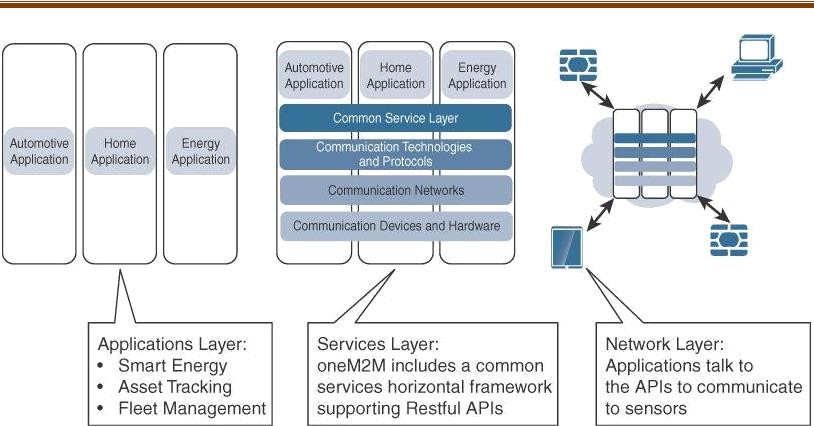 Automotive
Application
Home
Application
Energy
Application
Automotive
Application
Home
Application
Energy
Application
Common Service Layer
Communication Technologies
and Protocols
Communication Networks
Communication Devices and Hardware
Applications Layer:
• Smart Energy
• Asset Tracking
• Fleet Management
Services Layer:
oneM2M includes a common
services horizontal framework
supporting Restful APIs
Network Layer:
Applications talk to
the APIs to communicate
to sensors